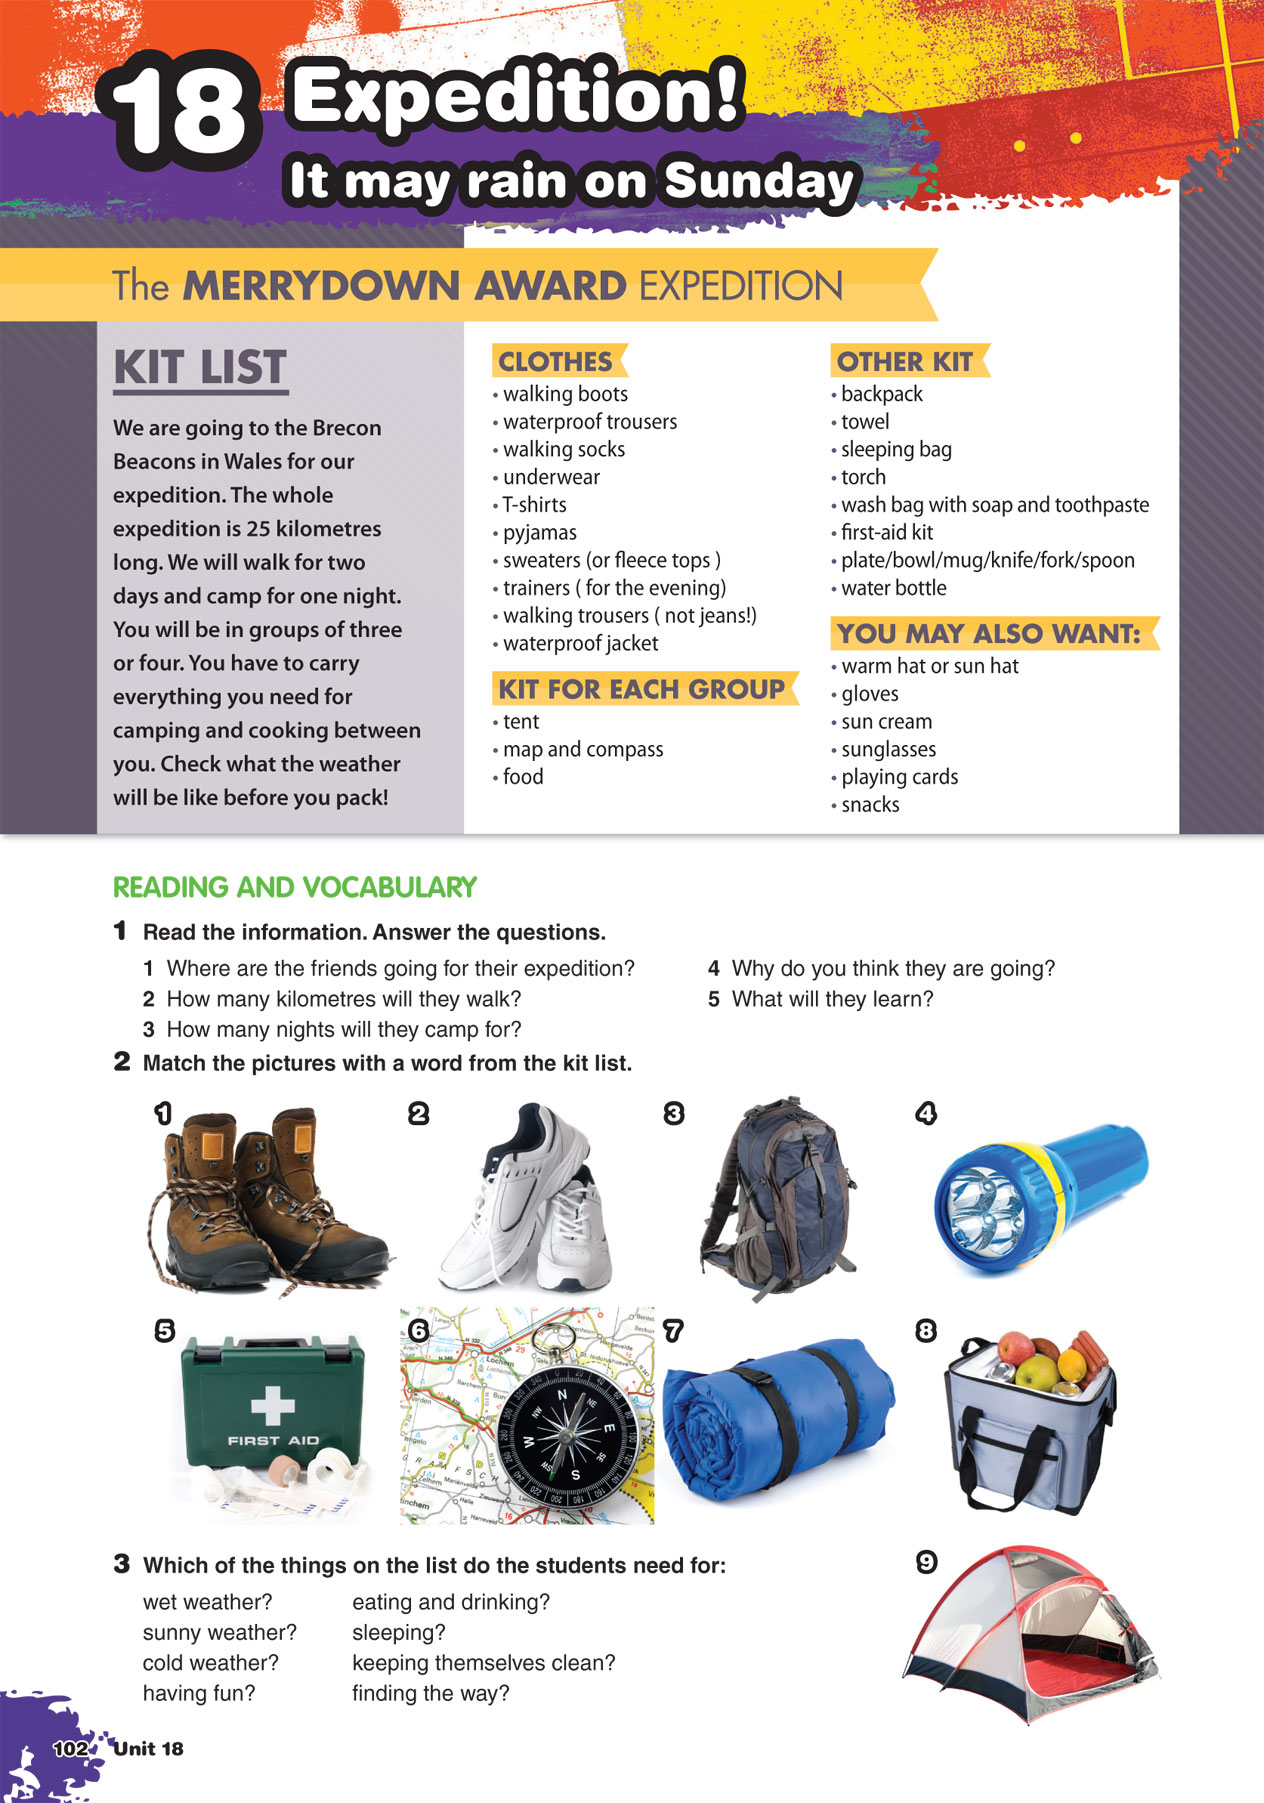 18 Expedition!
It may rain on Sunday
The MERRYDOWN AWARD EXPEDITION
KIT LIST
We are going to the Brecon
Beacons in Wales for our
expedition. The whole
expedition is 25 kilometres
long. We will walk for two
days and camp for one night.
You will be in groups of three
or four. You have to carry
everything you need for
camping and cooking between
you. Check what the weather
will be like before you pack!
CLOTHES
• walking boots
• waterproof trousers
• walking socks
• underwear
• T-shirts
• pyjamas
• sweaters (or fleece tops )
• trainers ( for the evening)
• walking trousers ( not jeans!)
• waterproof jacket
KIT FOR EACH GROUP
• tent
• map and compass
• food
OTHER KIT
• backpack
• towel
• sleeping bag
• torch
• wash bag with soap and toothpaste
• first-aid kit
• plate/bowl/mug/knife/fork/spoon
• water bottle
YOU MAY ALSO WANT:
• warm hat or sun hat
• gloves
• sun cream
• sunglasses
• playing cards
• snacks
READING AND VOCABULARY
1 Read the information. Answer the questions.
1 Where are the friends going for their expedition?
2 How many kilometres will they walk?
3 How many nights will they camp for?
4 Why do you think they are going?
5 What will they learn?
2 Match the pictures with a word from the kit list.
1
2
3
4
5
FIRST AID
6
Lochem
N
NE
E
SE
S
SW
W
NW
7
8
9
3 Which of the things on the list do the students need for:
wet weather?
sunny weather?
cold weather?
having fun?
eating and drinking?
sleeping?
keeping themselves clean?
finding the way?
102 Unit 18